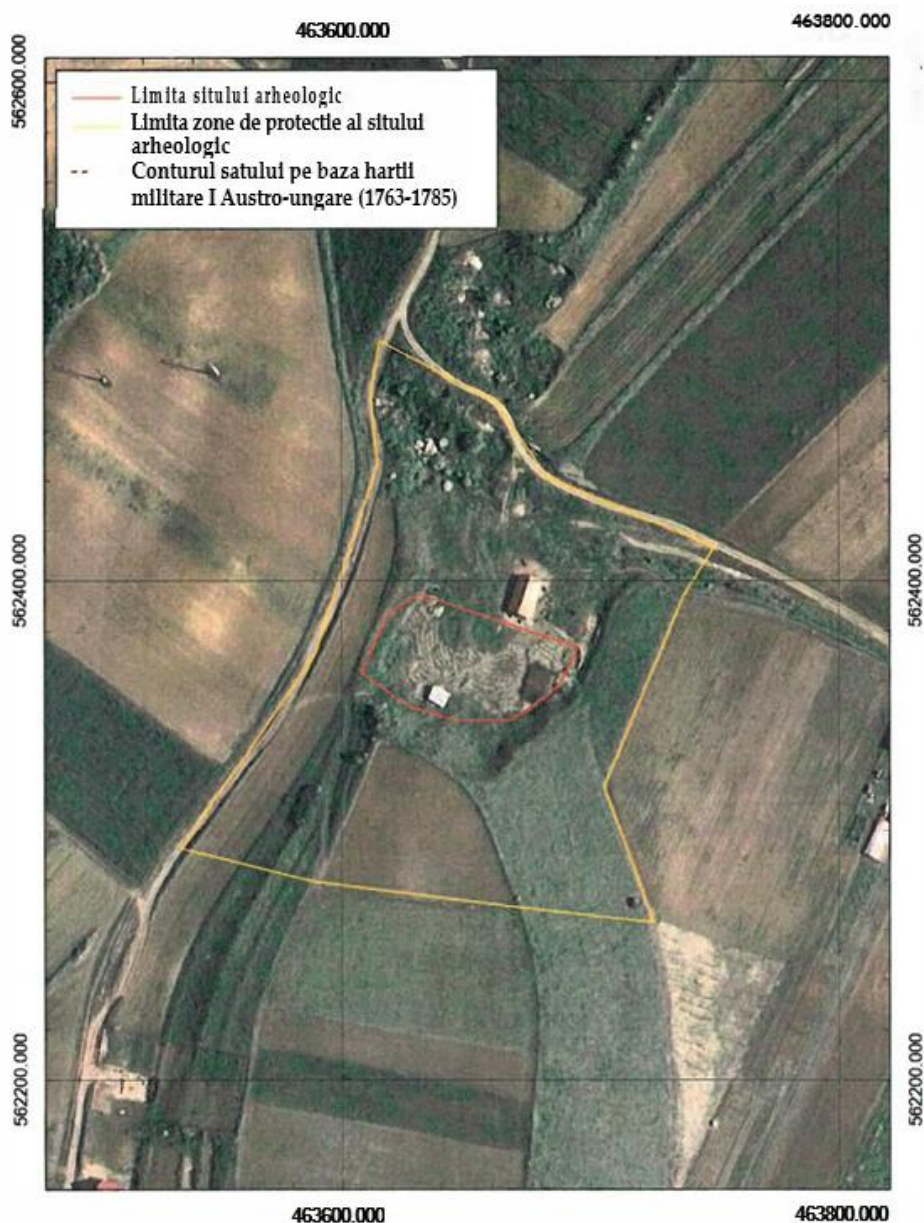 463600.000
463800.000
562600.000
Limita sitului arheologic
Limita zone de protectie al sitului
arheologic
Conturul satului pe baza hartii
militare I Austro-ungare (1763-1785)
562400.000
562400.000
562200.000
562200.000
463600.000
463800.000